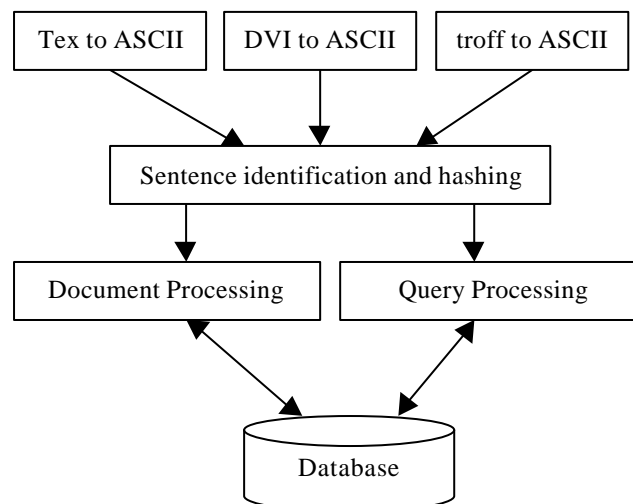 Tex to ASCII
DVI to ASCII
troff to ASCII
Sentence identification and hashing
Document Processing
Query Processing
Database